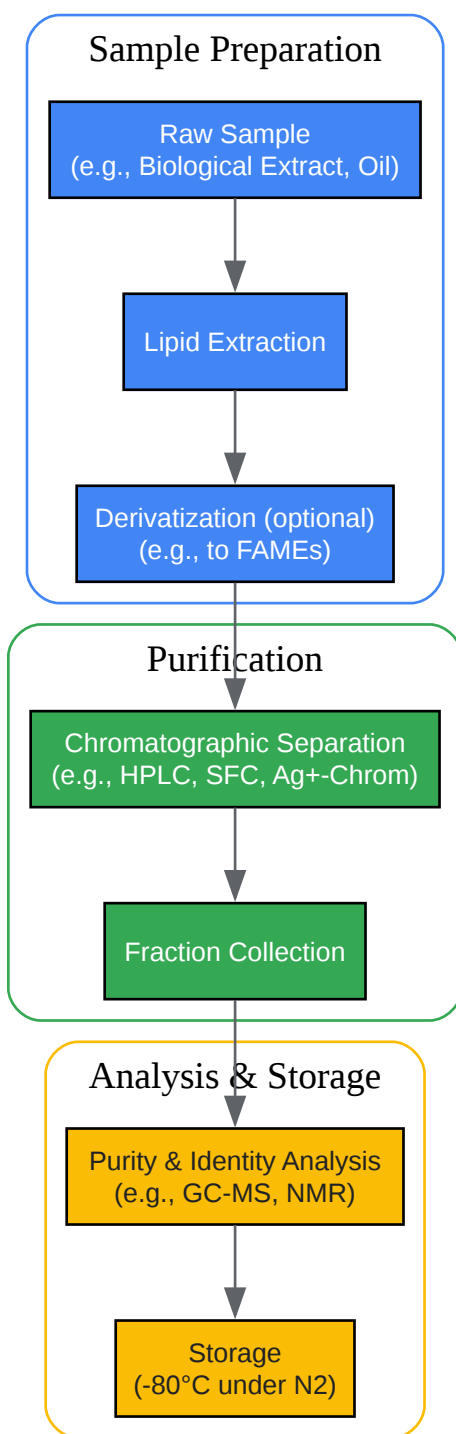 Sample Preparation
Raw Sample
(e.g., Biological Extract, Oil)
Lipid Extraction
Derivatization (optional)
(e.g., to FAMEs)
Purification
Chromatographic Separation
(e.g., HPLC, SFC, Ag+-Chrom)
Fraction Collection
Analysis & Storage
Purity & Identity Analysis
(e.g., GC-MS, NMR)
Storage
(-80°C under N2)